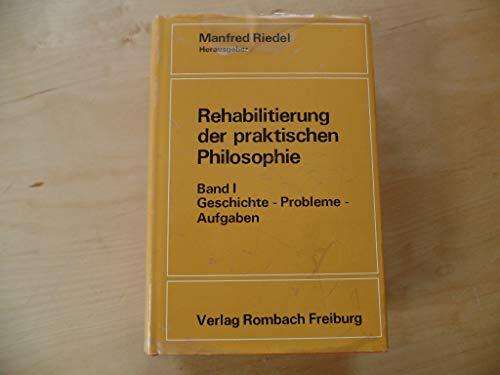 Manfred Riedel
Herausgeber
Rehabilitierung
der praktischen
Philosophie
Band I
Geschichte - Probleme -
Aufgaben
Verlag Rombach Freiburg